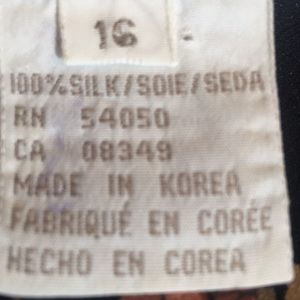 16
100%SILK/SOIE/SEDA
RN 54050
CA 08349
MADE IN KOREA
FABRIQUÉ EN CORÉE
HECHO EN COREA